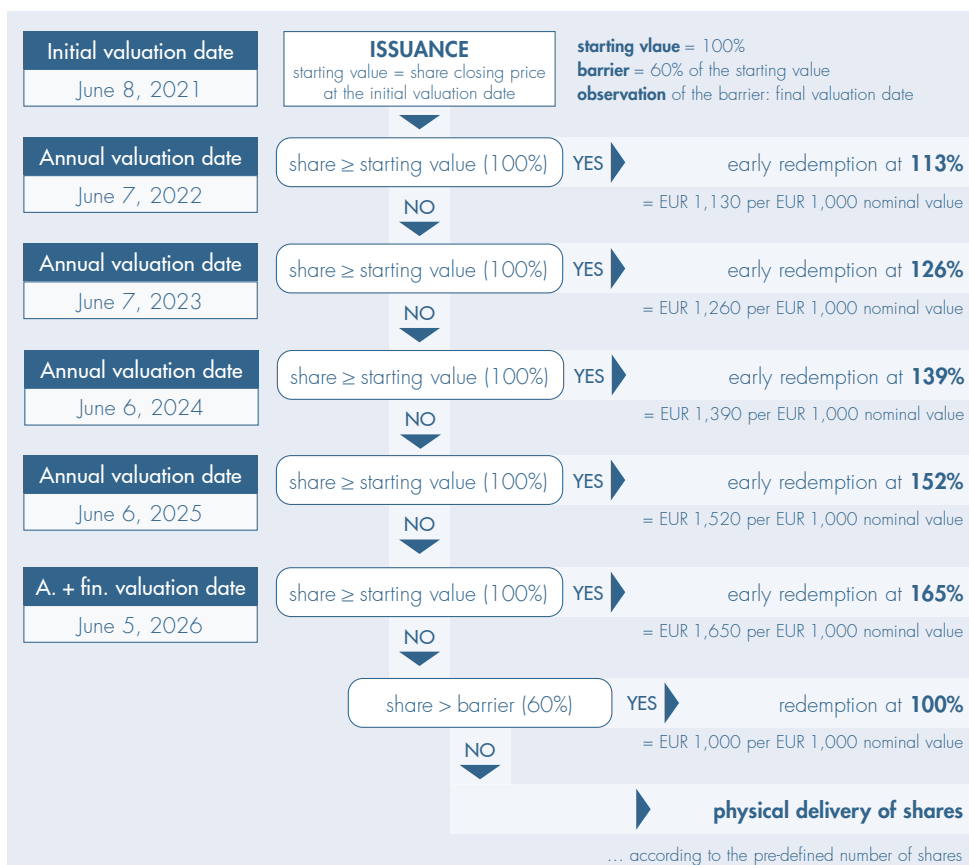 Initial valuation date
June 8, 2021
ISSUANCE
starting value = share closing price
at the initial valuation date
starting vlaue = 100%
barrier = 60% of the starting value
observation of the barrier: final valuation date
Annual valuation date
June 7, 2022
share ≥ starting value (100%)
YES
early redemption at 113%
= EUR 1,130 per EUR 1,000 nominal value
NO
Annual valuation date
June 7, 2023
share ≥ starting value (100%)
YES
early redemption at 126%
= EUR 1,260 per EUR 1,000 nominal value
NO
Annual valuation date
June 6, 2024
share ≥ starting value (100%)
YES
early redemption at 139%
= EUR 1,390 per EUR 1,000 nominal value
NO
Annual valuation date
June 6, 2025
share ≥ starting value (100%)
YES
early redemption at 152%
= EUR 1,520 per EUR 1,000 nominal value
NO
A. + fin. valuation date
June 5, 2026
share ≥ starting value (100%)
YES
early redemption at 165%
= EUR 1,650 per EUR 1,000 nominal value
NO
share > barrier (60%)
YES
redemption at 100%
= EUR 1,000 per EUR 1,000 nominal value
NO
physical delivery of shares
... according to the pre-defined number of shares